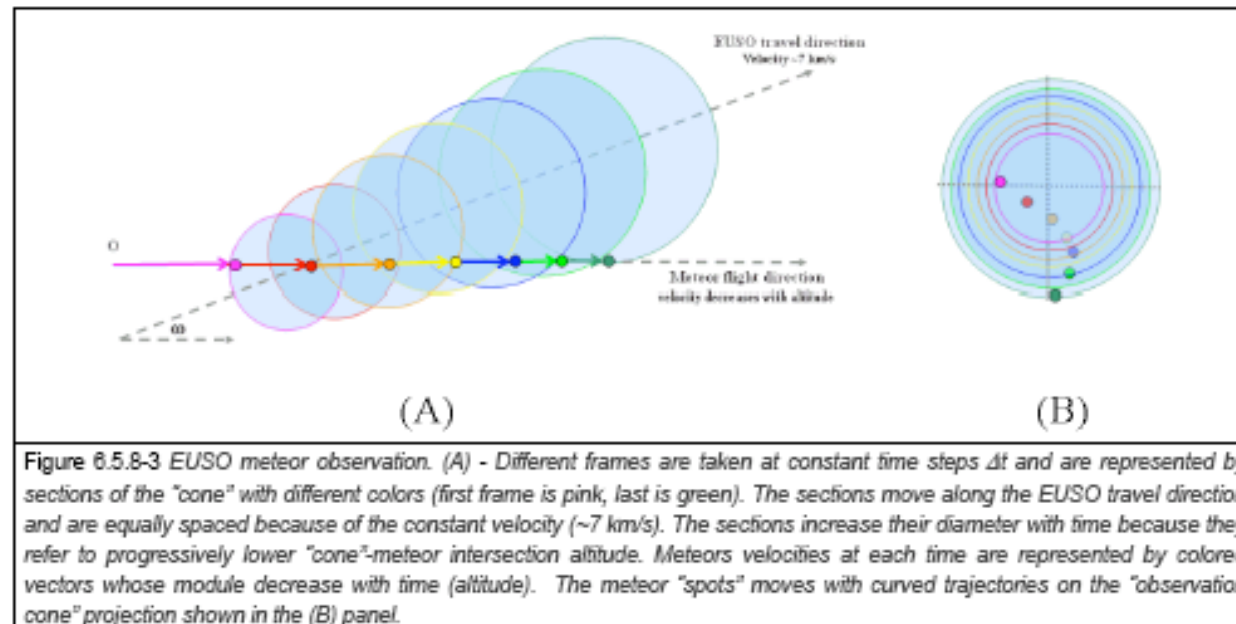 EUSO travel direction
Velocity ~7 km/s
O
Meteor flight direction
velocity decreases with altitude
ω
(A)
(B)
Figure 6.5.8-3 EUSO meteor observation. (A) - Different frames are taken at constant time steps Δt and are represented by
sections of the "cone" with different colors (first frame is pink, last is green). The sections move along the EUSO travel direction
and are equally spaced because of the constant velocity (~7 km/s). The sections increase their diameter with time because they
refer to progressively lower "cone"-meteor intersection altitude. Meteors velocities at each time are represented by colore
vectors whose module decrease with time (altitude). The meteor "spots" moves with curved trajectories on the "observation
cone" projection shown in the (B) panel.